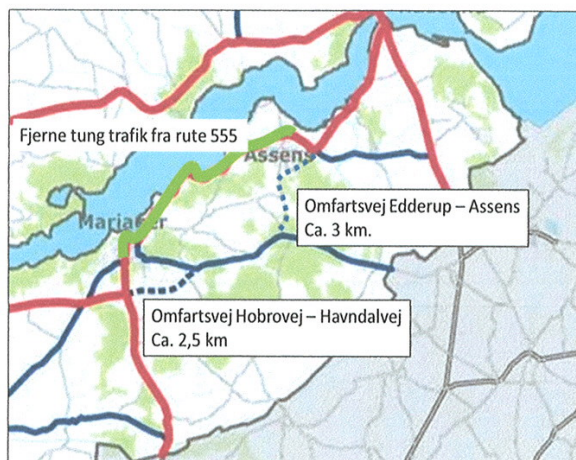 Fjerne tung trafik fra rute 555
Assens
Omfartsvej Edderup – Assens
Ca. 3 km.
Mariager
Omfartsvej Hobrovej – Havndalvej
Ca. 2,5 km